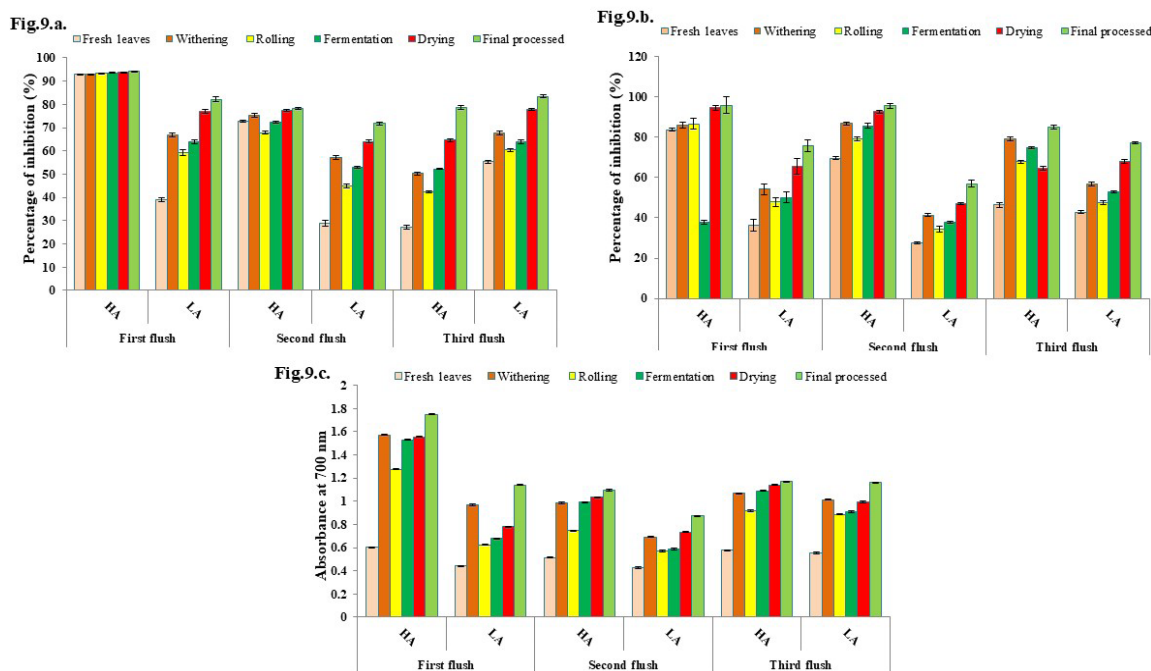 Fig.9.a.
Fresh leaves Withering Rolling Fermentation Drying Final processed
Percentage of inhibition (%)
100
90
80
70
60
50
40
30
20
10
0
HA LA HA LA HA LA
First flush Second flush Third flush
Fig.9.b.
Fresh leaves Withering Rolling Fermentation Drying Final processed
Percentage of inhibition (%)
120
100
80
60
40
20
0
HA LA HA LA HA LA
First flush Second flush Third flush
Fig.9.c.
Fresh leaves Withering Rolling Fermentation Drying Final processed
Absorbance at 700 nm
2
1.8
1.6
1.4
1.2
1
0.8
0.6
0.4
0.2
0
HA LA HA LA HA LA
First flush Second flush Third flush